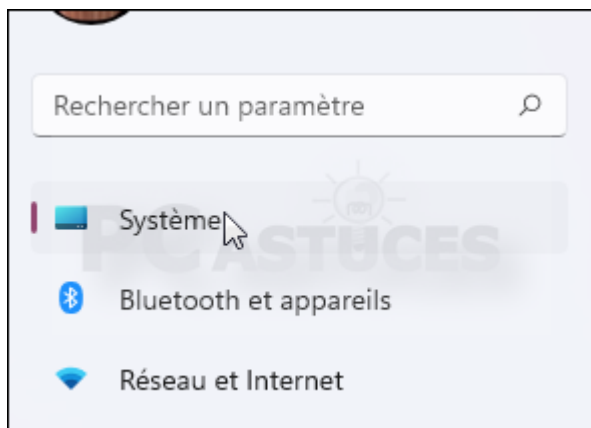 Rechercher un paramètre
Système
PC ASTUCES
Bluetooth et appareils
Réseau et Internet